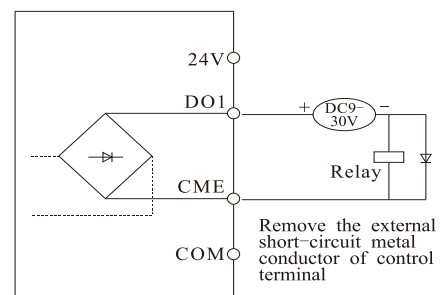 24V
DO1
+ DC9− −
30V
Relay
CME
Remove the external
short−circuit metal
conductor of control
terminal
COM